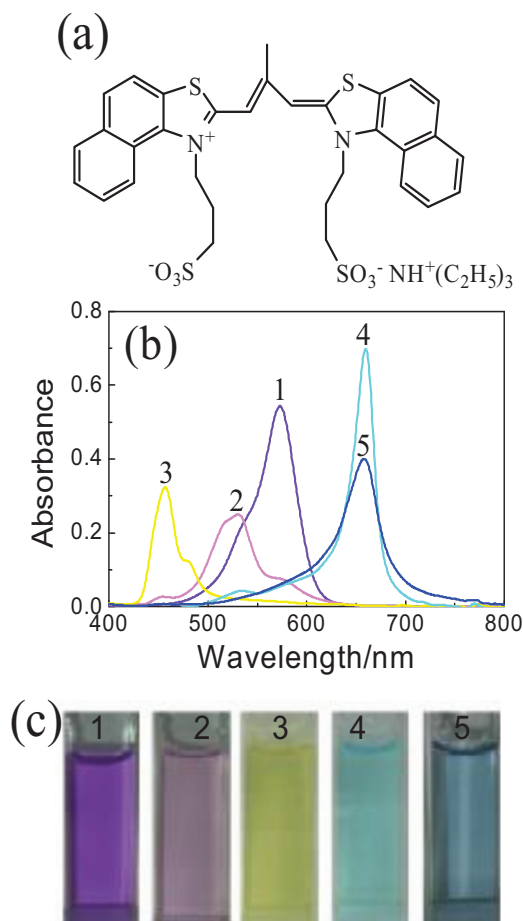 (a)
S
S
N⁺
N
⁻O₃S
SO₃⁻ NH⁺(C₂H₅)₃
(b)
0.8
0.6
0.4
0.2
0.0
Absorbance
1
2
3
4
5
400 500 600 700 800
Wavelength/nm
(c)
1 2 3 4 5